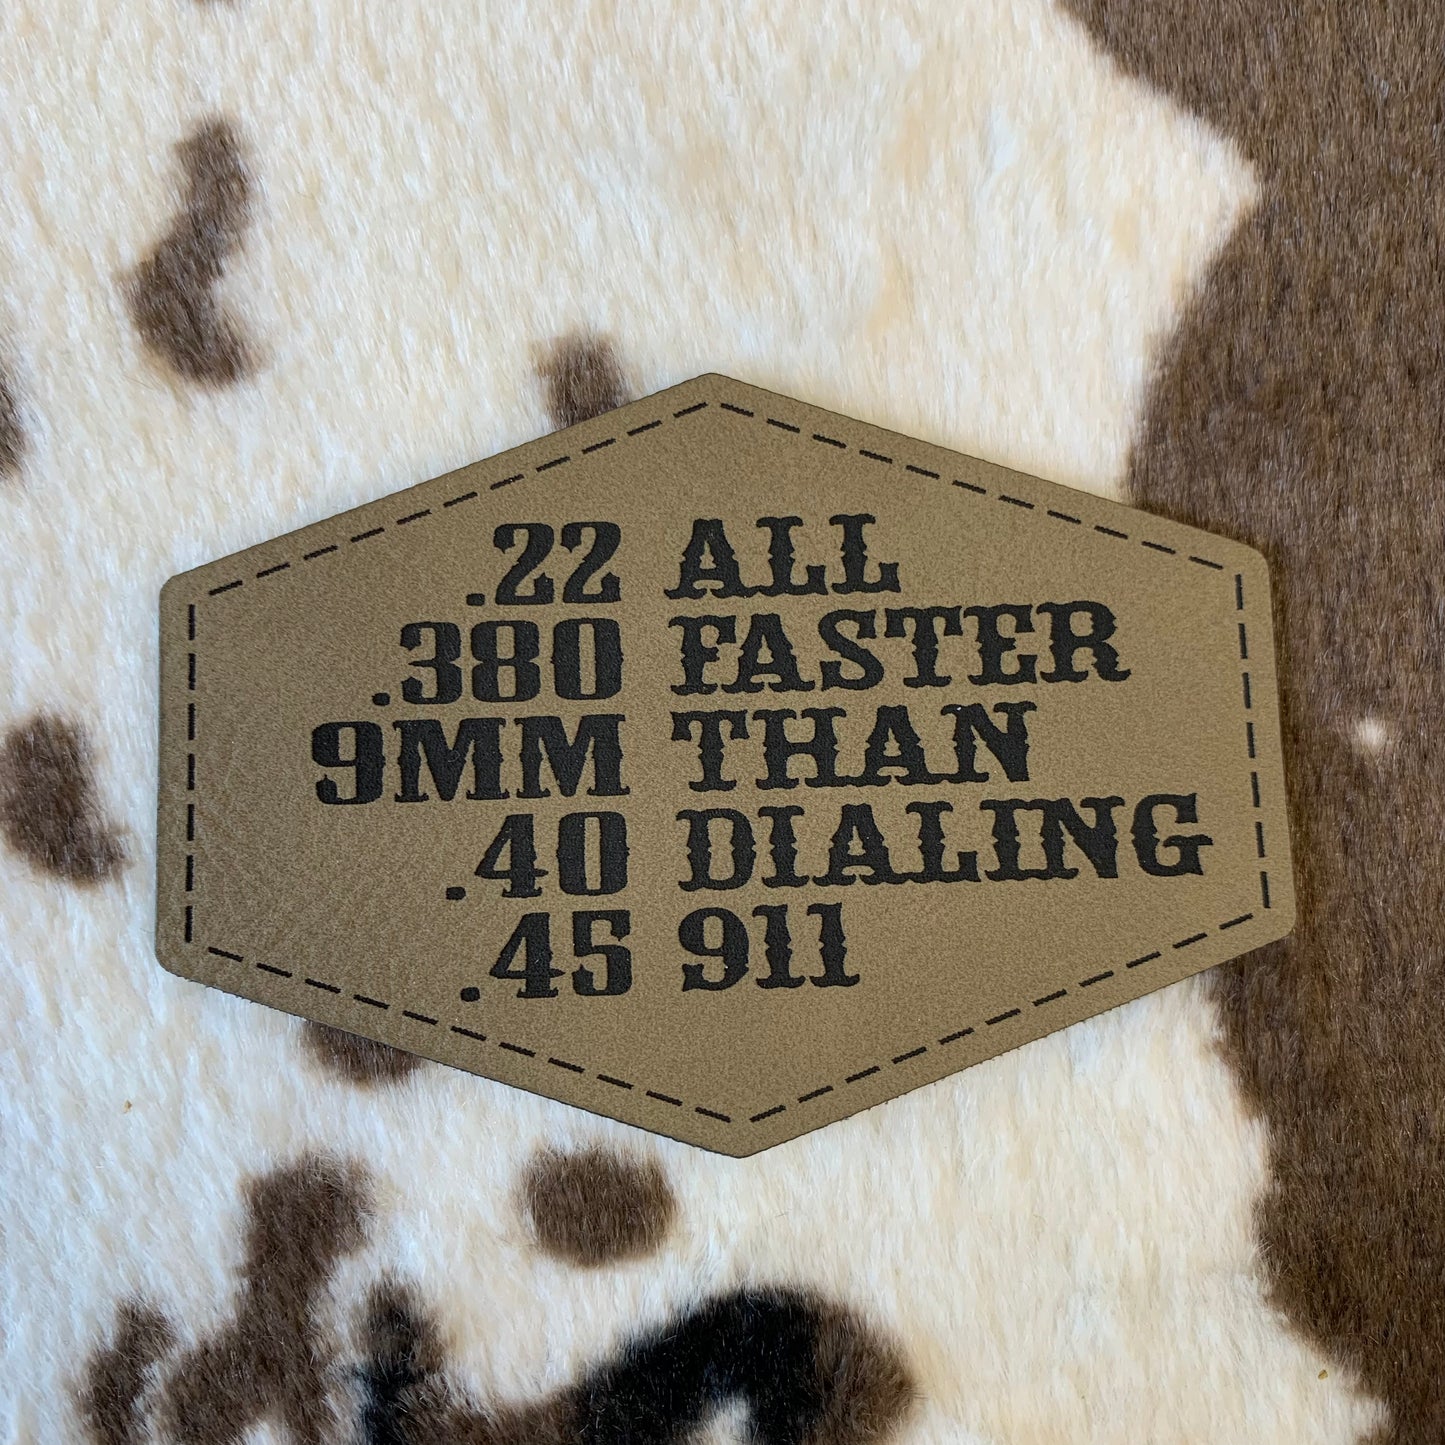 .22 ALL
.380 FASTER
9MM THAN
.40 DIALING
.45 911